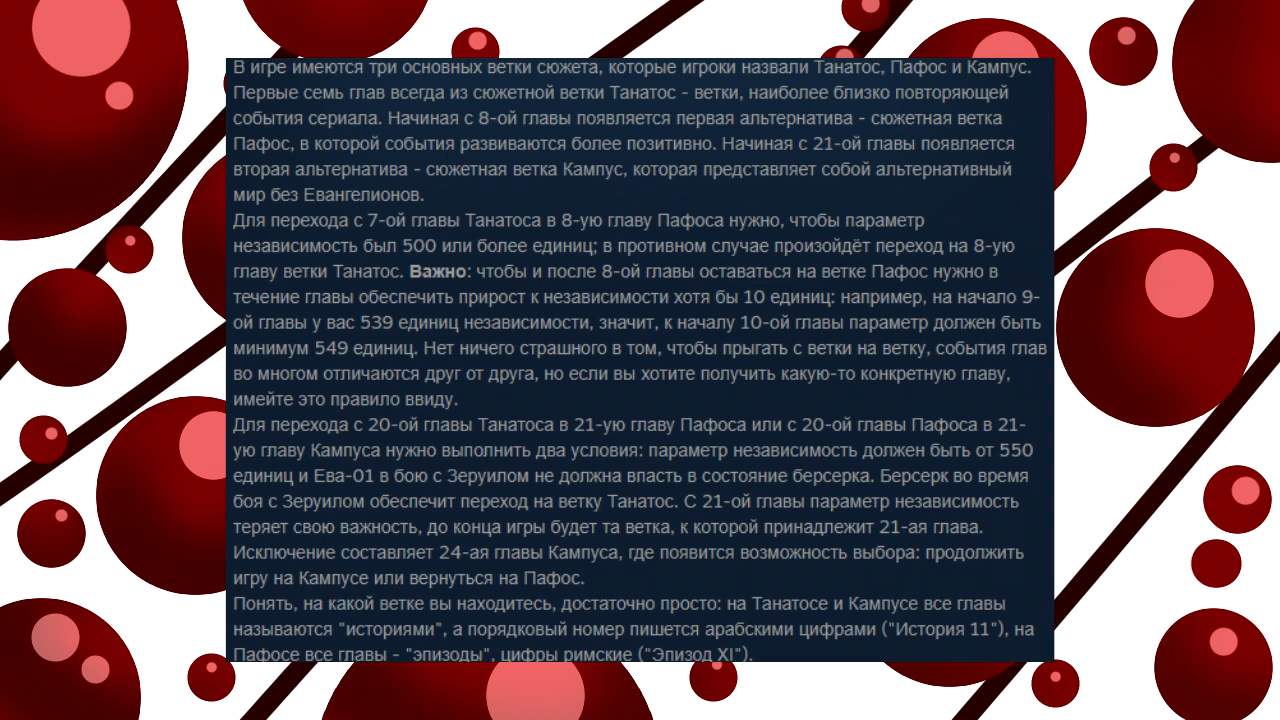 В игре имеются три основных ветки сюжета, которые игроки назвали Танатос, Пафос и Кампус.
Первые семь глав всегда из сюжетной ветки Танатос - ветки, наиболее близко повторяющей
события сериала. Начиная с 8-ой главы появляется первая альтернатива - сюжетная ветка
Пафос, в которой события развиваются более позитивно. Начиная с 21-ой главы появляется
вторая альтернатива - сюжетная ветка Кампус, которая представляет собой альтернативный
мир без Евангелионов.
Для перехода с 7-ой главы Танатоса в 8-ую главу Пафоса нужно, чтобы параметр
независимость был 500 или более единиц; в противном случае произойдёт переход на 8-ую
главу ветки Танатос. Важно: чтобы и после 8-ой главы оставаться на ветке Пафос нужно в
течение главы обеспечить прирост к независимости хотя бы 10 единиц: например, на начало 9-
ой главы у вас 539 единиц независимости, значит, к началу 10-ой главы параметр должен быть
минимум 549 единиц. Нет ничего страшного в том, чтобы прыгать с ветки на ветку, события глав
во многом отличаются друг от друга, но если вы хотите получить какую-то конкретную главу,
имейте это правило ввиду.
Для перехода с 20-ой главы Танатоса в 21-ую главу Пафоса или с 20-ой главы Пафоса в 21-
ую главу Кампуса нужно выполнить два условия: параметр независимость должен быть от 550
единиц и Ева-01 в бою с Зеруилом не должна впасть в состояние берсерка. Берсерк во время
боя с Зеруилом обеспечит переход на ветку Танатос. С 21-ой главы параметр независимость
теряет свою важность, до конца игры будет та ветка, к которой принадлежит 21-ая глава.
Исключение составляет 24-ая главы Кампуса, где появится возможность выбора: продолжить
игру на Кампусе или вернуться на Пафос.
Понять, на какой ветке вы находитесь, достаточно просто: на Танатосе и Кампусе все главы
называются "историями", а порядковый номер пишется арабскими цифрами ("История 11"), на
Пафосе все главы - "эпизоды", цифры римские ("Эпизод XI").